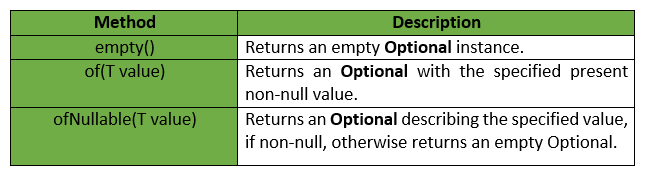 Method Description
empty() Returns an empty Optional instance.
of(T value) Returns an Optional with the specified present
non-null value.
ofNullable(T value) Returns an Optional describing the specified value,
if non-null, otherwise returns an empty Optional.